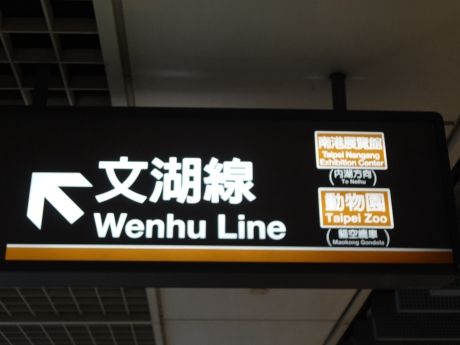 文湖線
Wenhu Line
南港展覽館
Taipei Nangang
Exhibition Center
(內湖方向)
To Neihu
動物園
Taipei Zoo
(貓空纜車)
Maokong Gondola